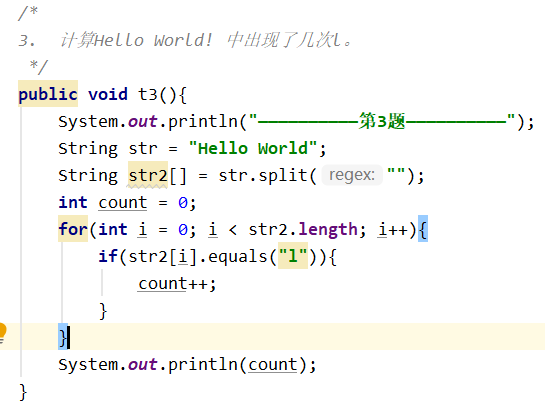 /*
3.  计算Hello World! 中出现了几次l。
*/
public void t3(){
System.out.println("——————————第3题——————————");
String str = "Hello World";
String str2[] = str.split( regex: "");
int count = 0;
for(int i = 0; i < str2.length; i++){
if(str2[i].equals("l")){
count++;
}
}
System.out.println(count);
}